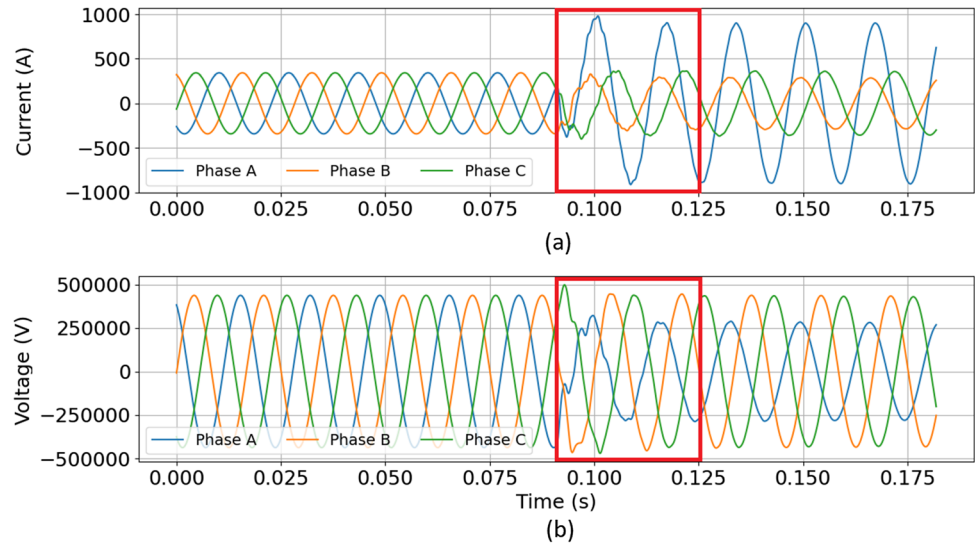 Current (A)
1000
500
0
−500
−1000
Phase A Phase B Phase C
0.000 0.025 0.050 0.075 0.100 0.125 0.150 0.175
(a)
Voltage (V)
500000
250000
0
−250000
−500000
Phase A Phase B Phase C
0.000 0.025 0.050 0.075 0.100 0.125 0.150 0.175
Time (s)
(b)